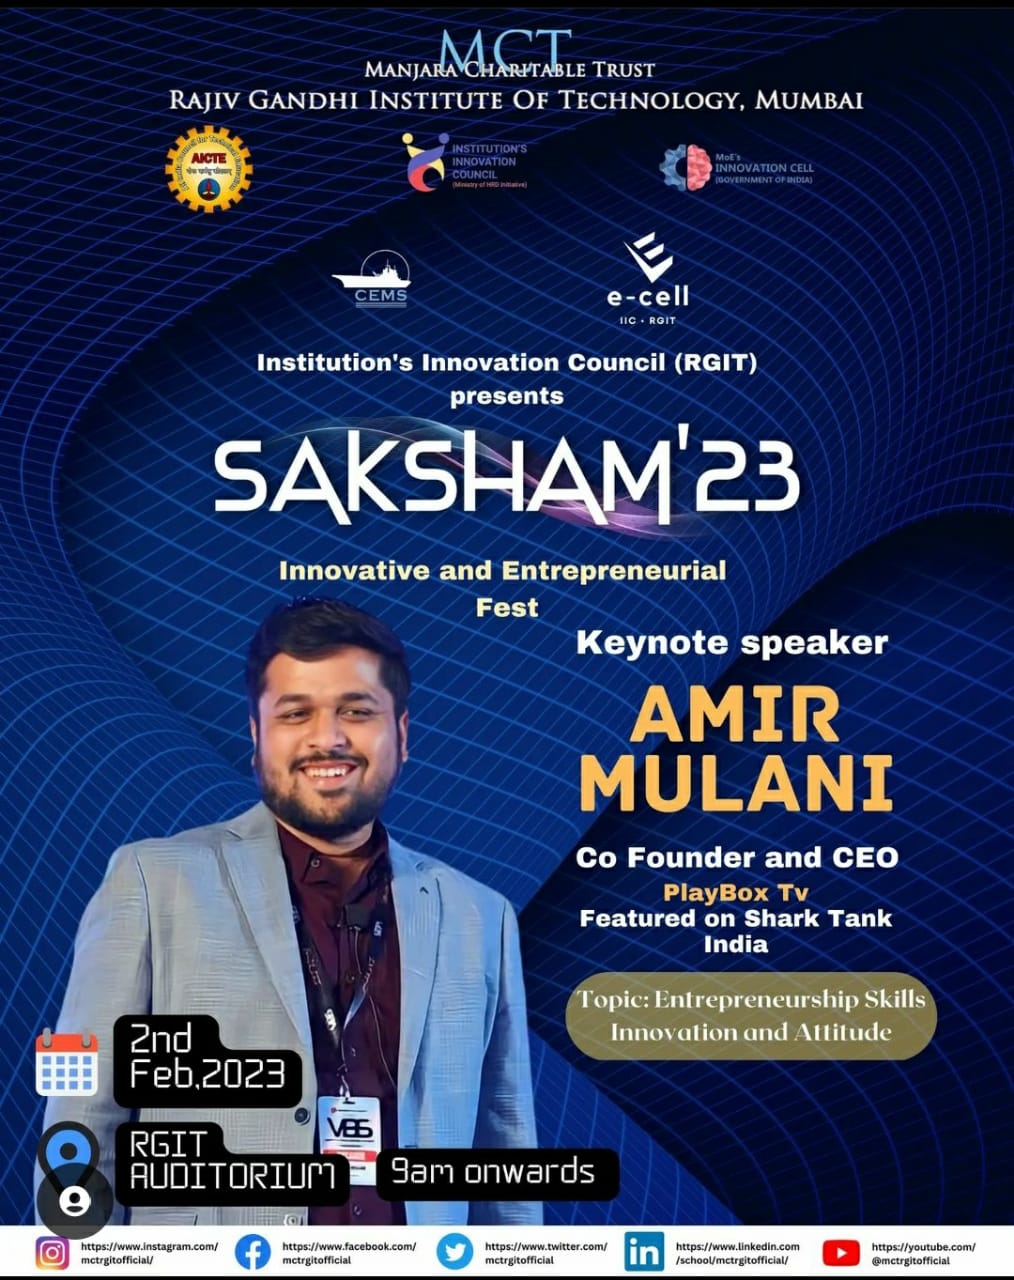 MCT
MANJARA CHARITABLE TRUST
RAJIV GANDHI INSTITUTE OF TECHNOLOGY, MUMBAI
AICTE
INSTITUTION'S
INNOVATION
COUNCIL
(Ministry of HRD Initiative)
MoE's
INNOVATION CELL
(GOVERNMENT OF INDIA)
CEMS
e-cell
IIC • RGIT
Institution's Innovation Council (RGIT)
presents
SAKSHAM'23
Innovative and Entrepreneurial
Fest
Keynote speaker
AMIR
MULANI
Co Founder and CEO
PlayBox Tv
Featured on Shark Tank
India
Topic: Entrepreneurship Skills
Innovation and Attitude
2nd
Feb,2023
RGIT
AUDITORIUM
9am onwards
https://www.instagram.com/
mctrgitofficial/
https://www.facebook.com/
mctrgitofficial
https://www.twitter.com/
mctrgitofficial
https://www.linkedin.com
/school/mctrgitofficial/
https://youtube.com/
@mctrgitofficial